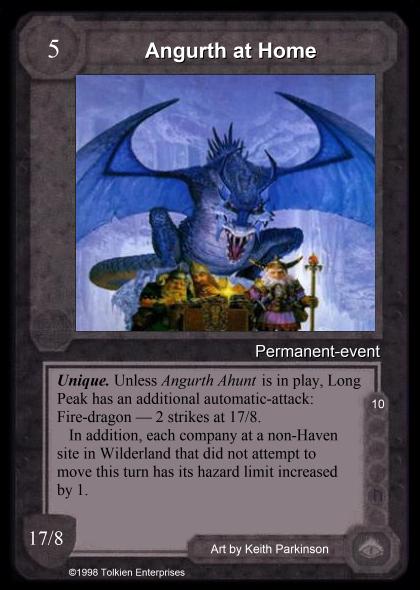 5
Angurth at Home
Permanent-event
Unique. Unless Angurth Ahunt is in play, Long
Peak has an additional automatic-attack:
Fire-dragon — 2 strikes at 17/8.
In addition, each company at a non-Haven
site in Wilderland that did not attempt to
move this turn has its hazard limit increased
by 1.
10
17/8
Art by Keith Parkinson
©1998 Tolkien Enterprises